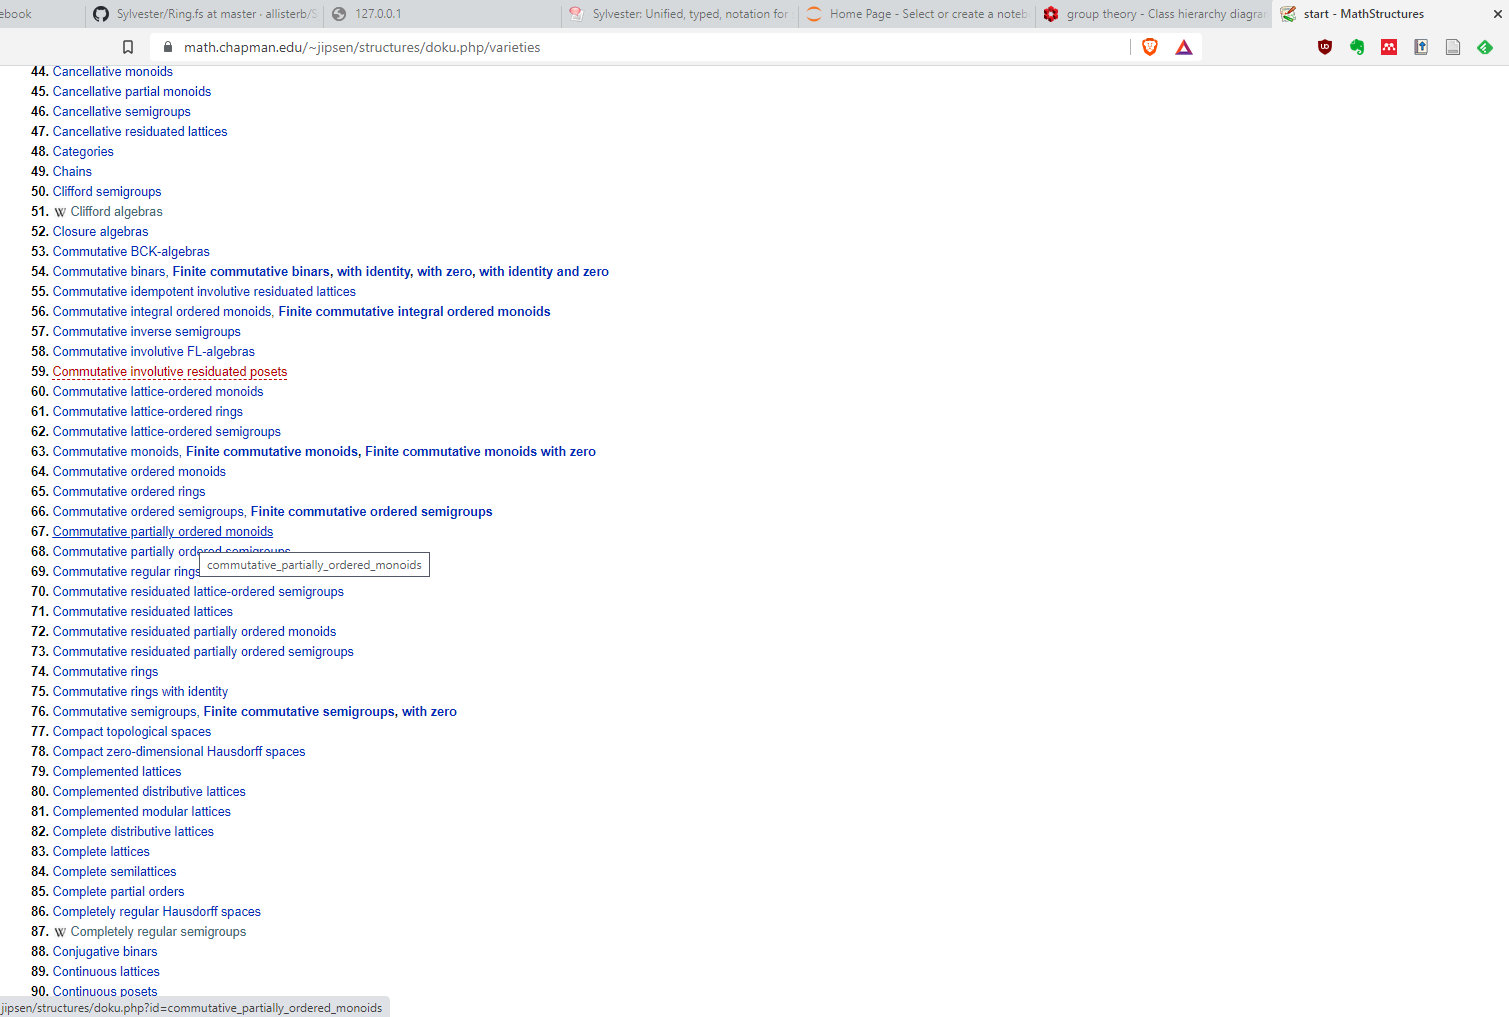 ebook
Sylvester/Ring.fs at master · allisterb/S
127.0.0.1
Sylvester: Unified, typed, notation for
Home Page - Select or create a noteb
group theory - Class hierarchy diagra
start - MathStructures
math.chapman.edu/~jipsen/structures/doku.php/varieties
44. Cancellative monoids
45. Cancellative partial monoids
46. Cancellative semigroups
47. Cancellative residuated lattices
48. Categories
49. Chains
50. Clifford semigroups
51. W Clifford algebras
52. Closure algebras
53. Commutative BCK-algebras
54. Commutative binars, Finite commutative binars, with identity, with zero, with identity and zero
55. Commutative idempotent involutive residuated lattices
56. Commutative integral ordered monoids, Finite commutative integral ordered monoids
57. Commutative inverse semigroups
58. Commutative involutive FL-algebras
59. Commutative involutive residuated posets
60. Commutative lattice-ordered monoids
61. Commutative lattice-ordered rings
62. Commutative lattice-ordered semigroups
63. Commutative monoids, Finite commutative monoids, Finite commutative monoids with zero
64. Commutative ordered monoids
65. Commutative ordered rings
66. Commutative ordered semigroups, Finite commutative ordered semigroups
67. Commutative partially ordered monoids
68. Commutative partially ordered semigroups
commutative_partially_ordered_monoids
69. Commutative regular rings
70. Commutative residuated lattice-ordered semigroups
71. Commutative residuated lattices
72. Commutative residuated partially ordered monoids
73. Commutative residuated partially ordered semigroups
74. Commutative rings
75. Commutative rings with identity
76. Commutative semigroups, Finite commutative semigroups, with zero
77. Compact topological spaces
78. Compact zero-dimensional Hausdorff spaces
79. Complemented lattices
80. Complemented distributive lattices
81. Complemented modular lattices
82. Complete distributive lattices
83. Complete lattices
84. Complete semilattices
85. Complete partial orders
86. Completely regular Hausdorff spaces
87. W Completely regular semigroups
88. Conjugative binars
89. Continuous lattices
90. Continuous posets
jipsen/structures/doku.php?id=commutative_partially_ordered_monoids